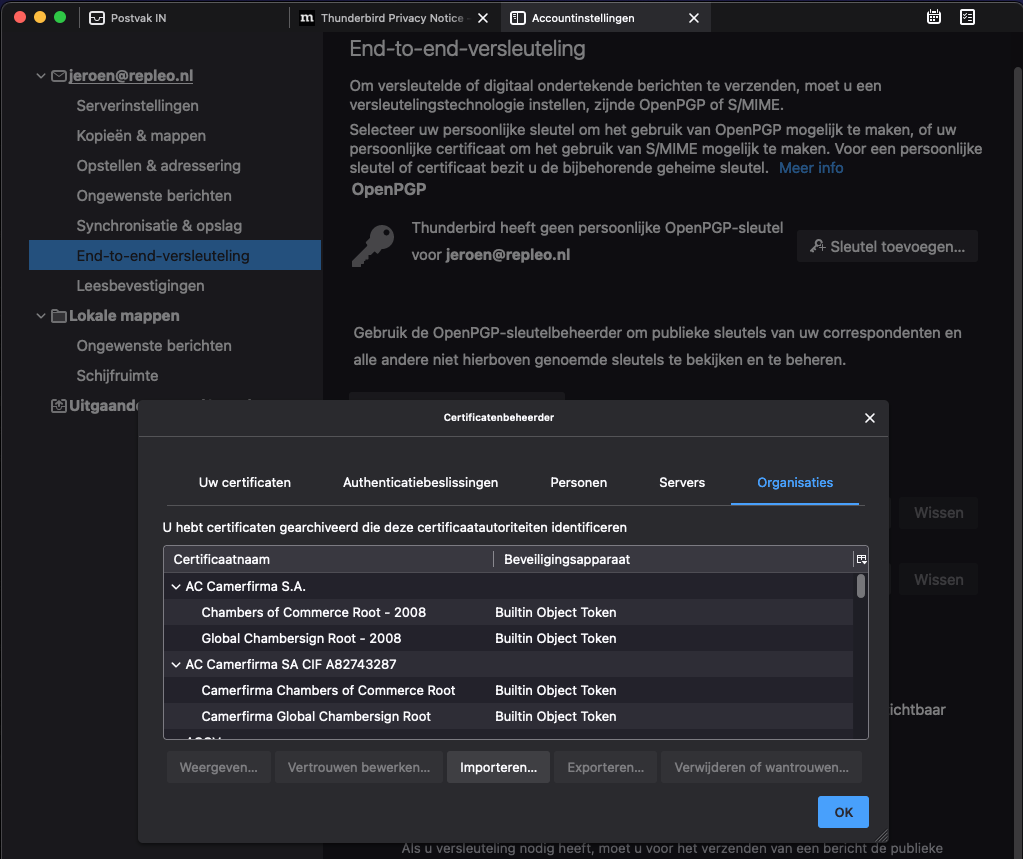 Postvak IN
m Thunderbird Privacy Notice
Accountinstellingen
jeroen@repleo.nl
Serverinstellingen
Kopieën & mappen
Opstellen & adressering
Ongewenste berichten
Synchronisatie & opslag
End-to-end-versleuteling
Leesbevestigingen
Lokale mappen
Ongewenste berichten
Schijfruimte
End-to-end-versleuteling
Om versleutelde of digitaal ondertekende berichten te verzenden, moet u een
versleutelingstechnologie instellen, zijnde OpenPGP of S/MIME.
Selecteer uw persoonlijke sleutel om het gebruik van OpenPGP mogelijk te maken, of uw
persoonlijke certificaat om het gebruik van S/MIME mogelijk te maken. Voor een persoonlijke
sleutel of certificaat bezit u de bijbehorende geheime sleutel. Meer info
OpenPGP
Thunderbird heeft geen persoonlijke OpenPGP-sleutel
voor jeroen@repleo.nl
Sleutel toevoegen...
Gebruik de OpenPGP-sleutelbeheerder om publieke sleutels van uw correspondenten en
alle andere niet hierboven genoemde sleutels te bekijken en te beheren.
Wissen
Wissen
ichtbaar
Certificatenbeheerder
Uw certificaten
Authenticatiebeslissingen
Personen
Servers
Organisaties
U hebt certificaten gearchiveerd die deze certificaatautoriteiten identificeren
Certificaatnaam Beveiligingsapparaat
AC Camerfirma S.A.
Chambers of Commerce Root - 2008 Builtin Object Token
Global Chambersign Root - 2008 Builtin Object Token
AC Camerfirma SA CIF A82743287
Camerfirma Chambers of Commerce Root Builtin Object Token
Camerfirma Global Chambersign Root Builtin Object Token
Weergeven...
Vertrouwen bewerken...
Importeren...
Exporteren...
Verwijderen of wantrouwen...
OK
Als u versleuteling nodig heeft, moet u voor het verzenden van een bericht de publieke